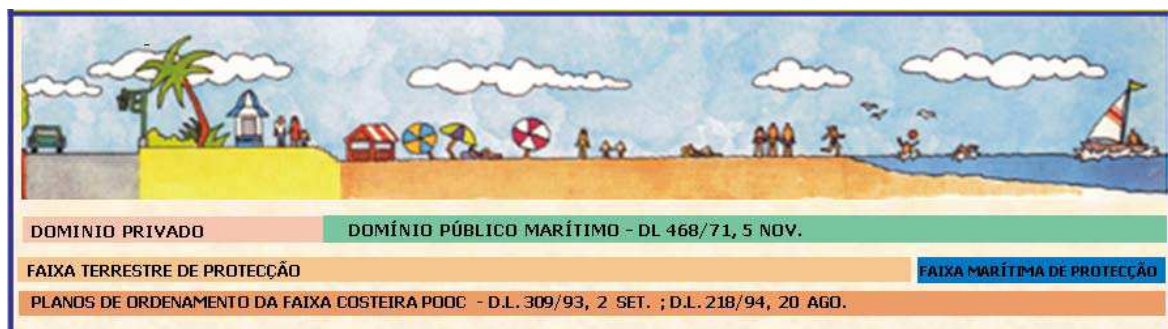 DOMINIO PRIVADO
DOMÍNIO PÚBLICO MARÍTIMO - DL 468/71, 5 NOV.
FAIXA TERRESTRE DE PROTECÇÃO
FAIXA MARÍTIMA DE PROTECÇÃO
PLANOS DE ORDENAMENTO DA FAIXA COSTEIRA POOC - D.L. 309/93, 2 SET. ; D.L. 218/94, 20 AGO.